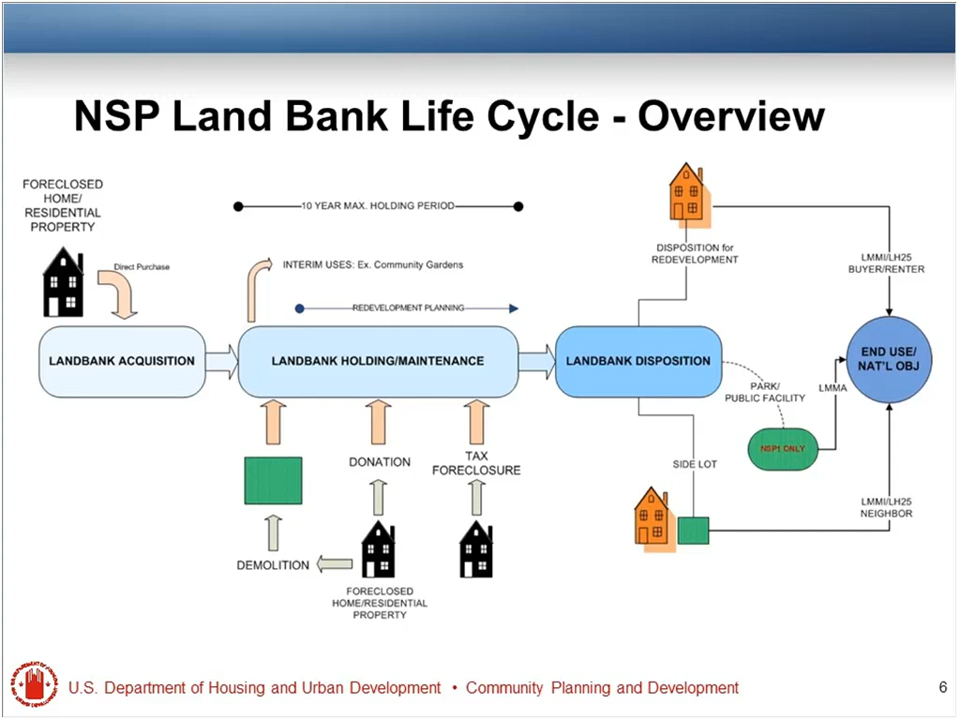 NSP Land Bank Life Cycle - Overview
FORECLOSED
HOME/
RESIDENTIAL
PROPERTY
Direct Purchase
10 YEAR MAX. HOLDING PERIOD
INTERIM USES: Ex. Community Gardens
REDEVELOPMENT PLANNING
LANDBANK ACQUISITION
LANDBANK HOLDING/MAINTENANCE
LANDBANK DISPOSITION
DISPOSITION for
REDEVELOPMENT
LMMI/LH25
BUYER/RENTER
END USE/
NAT'L OBJ
PARK/
PUBLIC FACILITY
LMMA
NSP1 ONLY
SIDE LOT
LMMI/LH25
NEIGHBOR
DONATION
TAX
FORECLOSURE
DEMOLITION
FORECLOSED
HOME/RESIDENTIAL
PROPERTY
U.S. Department of Housing and Urban Development • Community Planning and Development
6